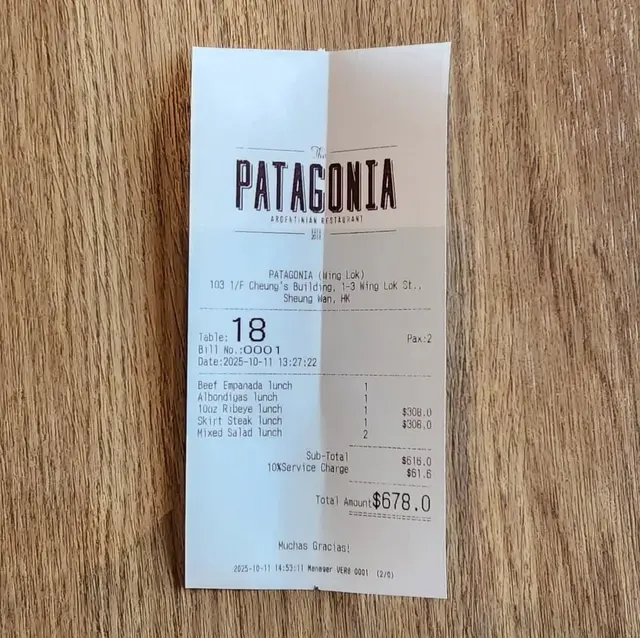 The
PATAGONIA
ARGENTINIAN RESTAURANT
PATAGONIA (Wing Lok)
103 1/F Cheung's Building, 1-3 Wing Lok St.,
Sheung Wan, HK
Table: 18 Pax:2
Bill No.:0001
Date:2025-10-11 13:27:22
Beef Empanada lunch 1
Albondigas lunch 1
10oz Ribeye lunch 1 $308.0
Skirt Steak lunch 1 $308.0
Mixed Salad lunch 2
Sub-Total $616.0
10%Service Charge $61.6
Total Amount $678.0
Muchas Gracias!
2025-10-11 14:53:11 Manager VER8 0001 (2/0)